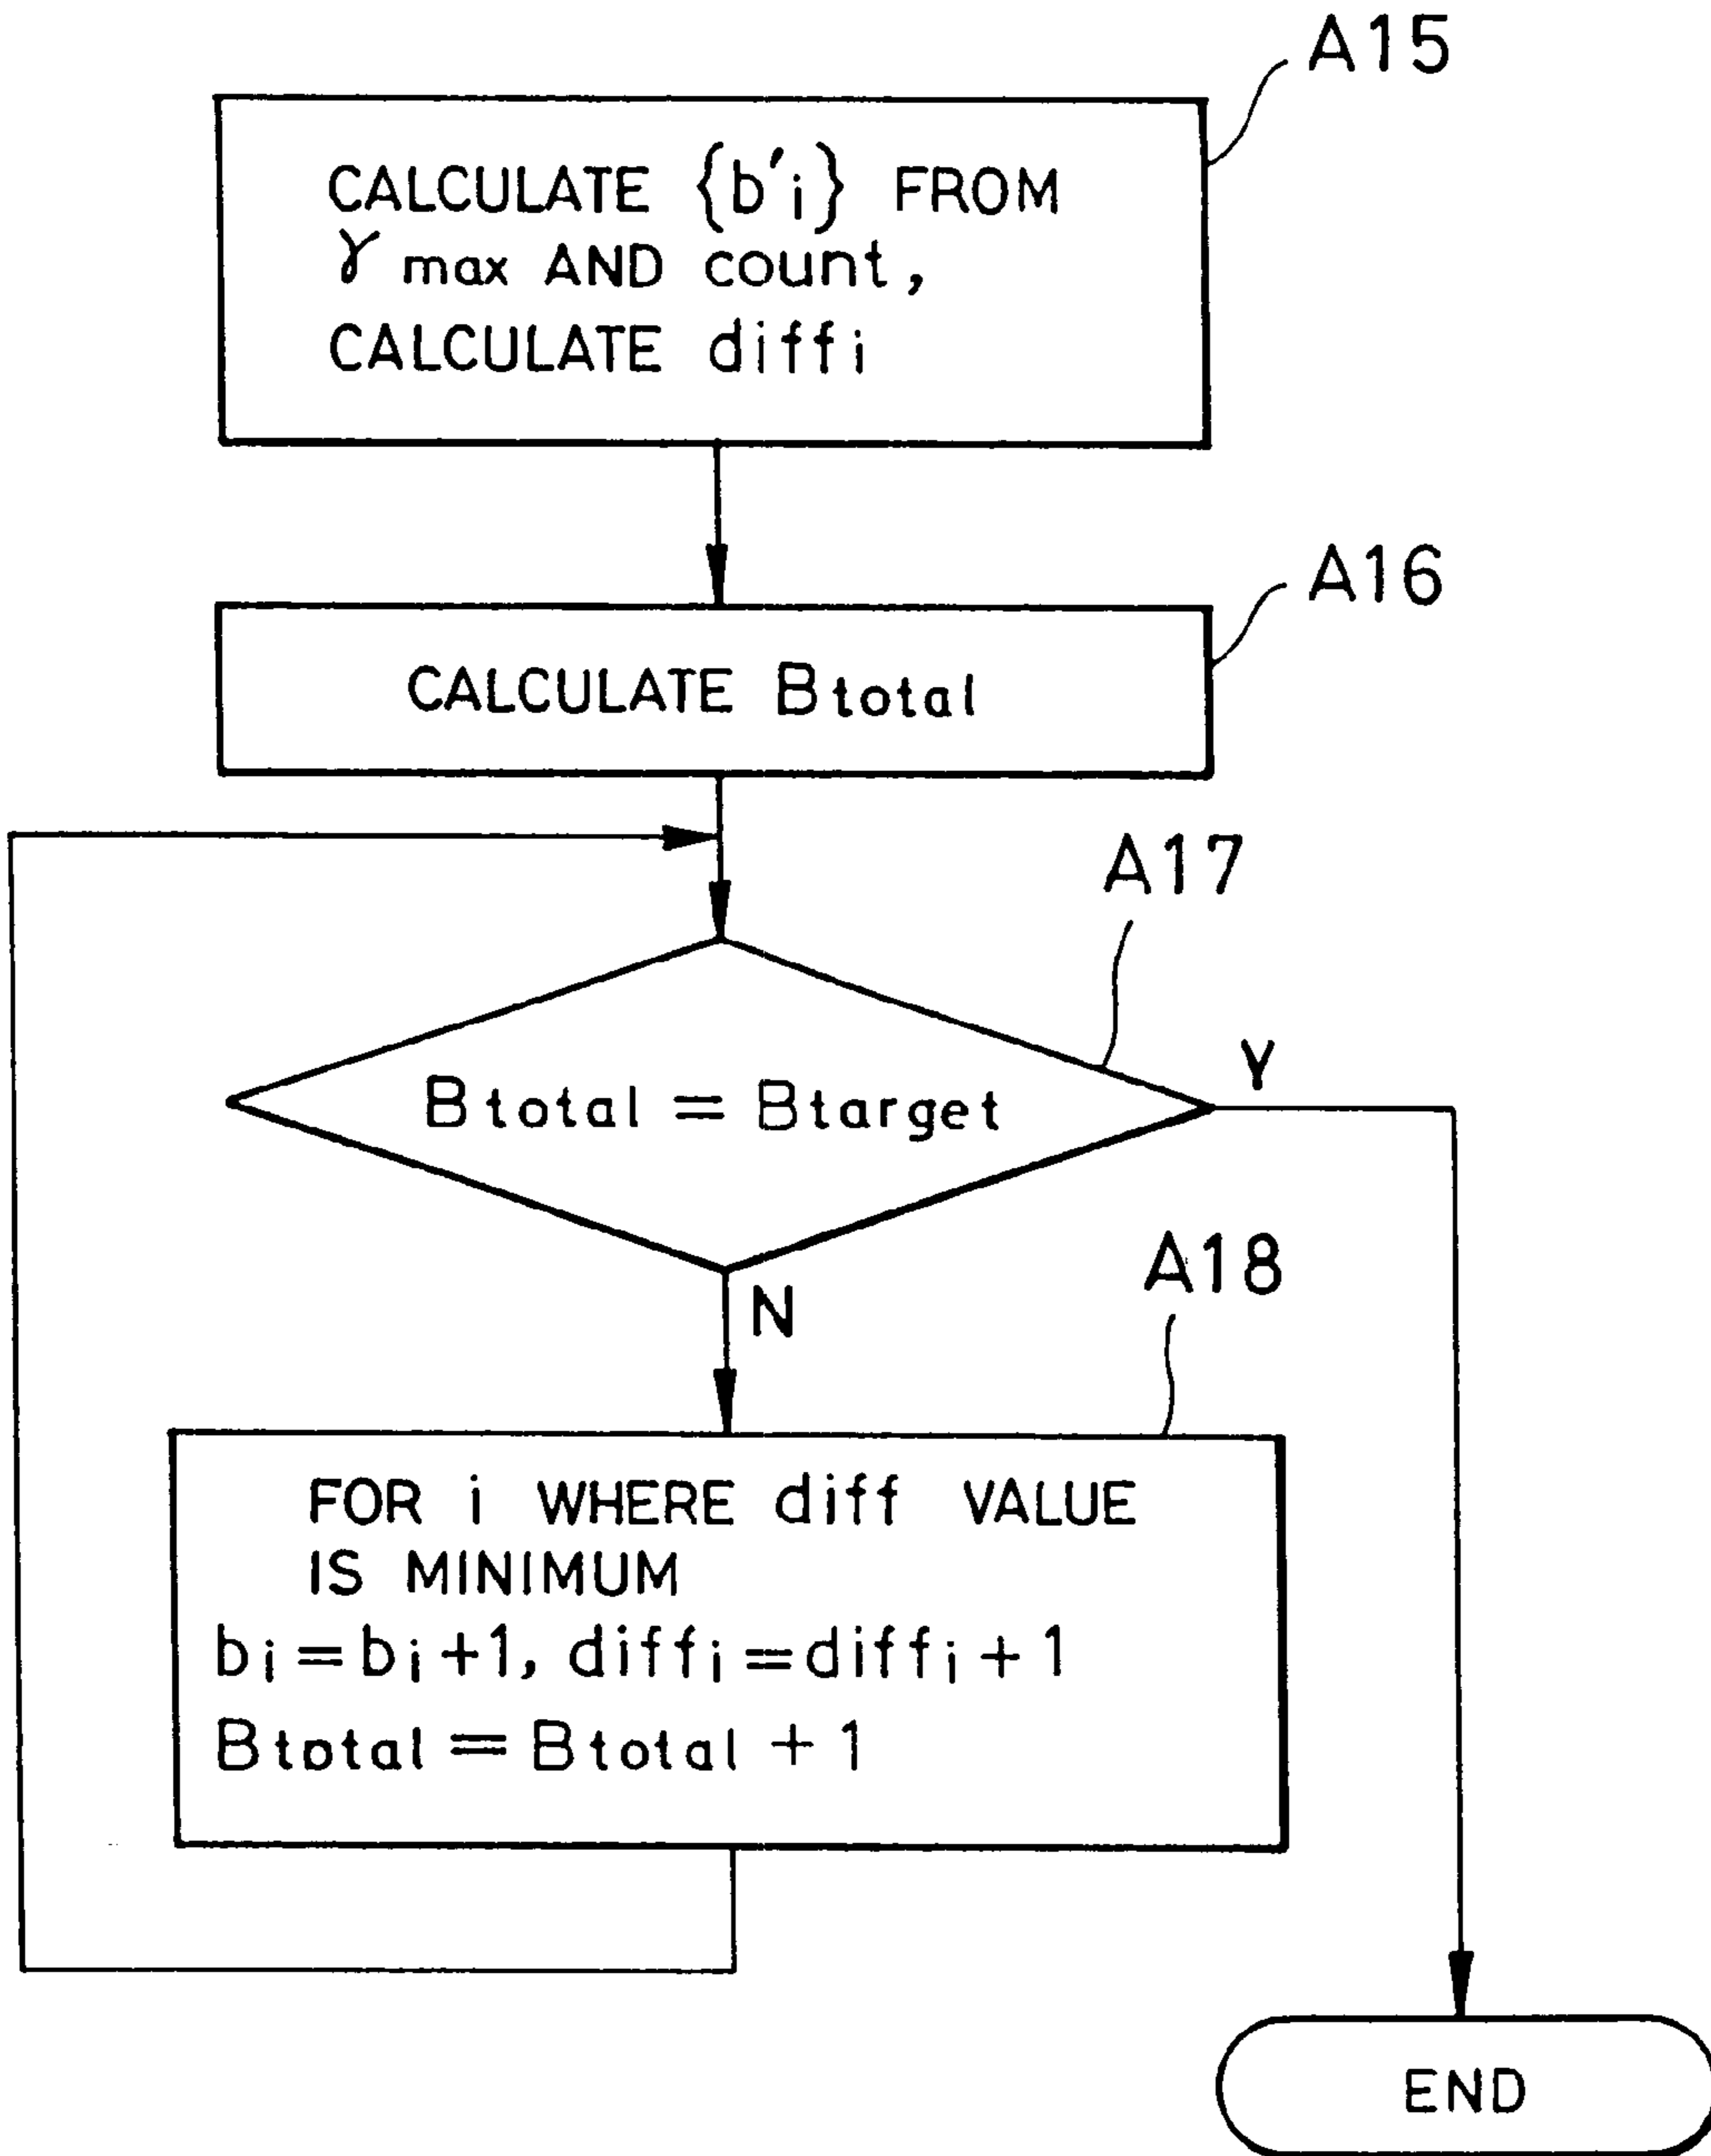 A15
CALCULATE {b′i} FROM
γmax AND count,
CALCULATE diffi
A16
CALCULATE Btotal
A17
Btotal = Btarget
Y
N
A18
FOR i WHERE diff VALUE
IS MINIMUM
bi=bi+1, diffi=diffi+1
Btotal = Btotal + 1
END